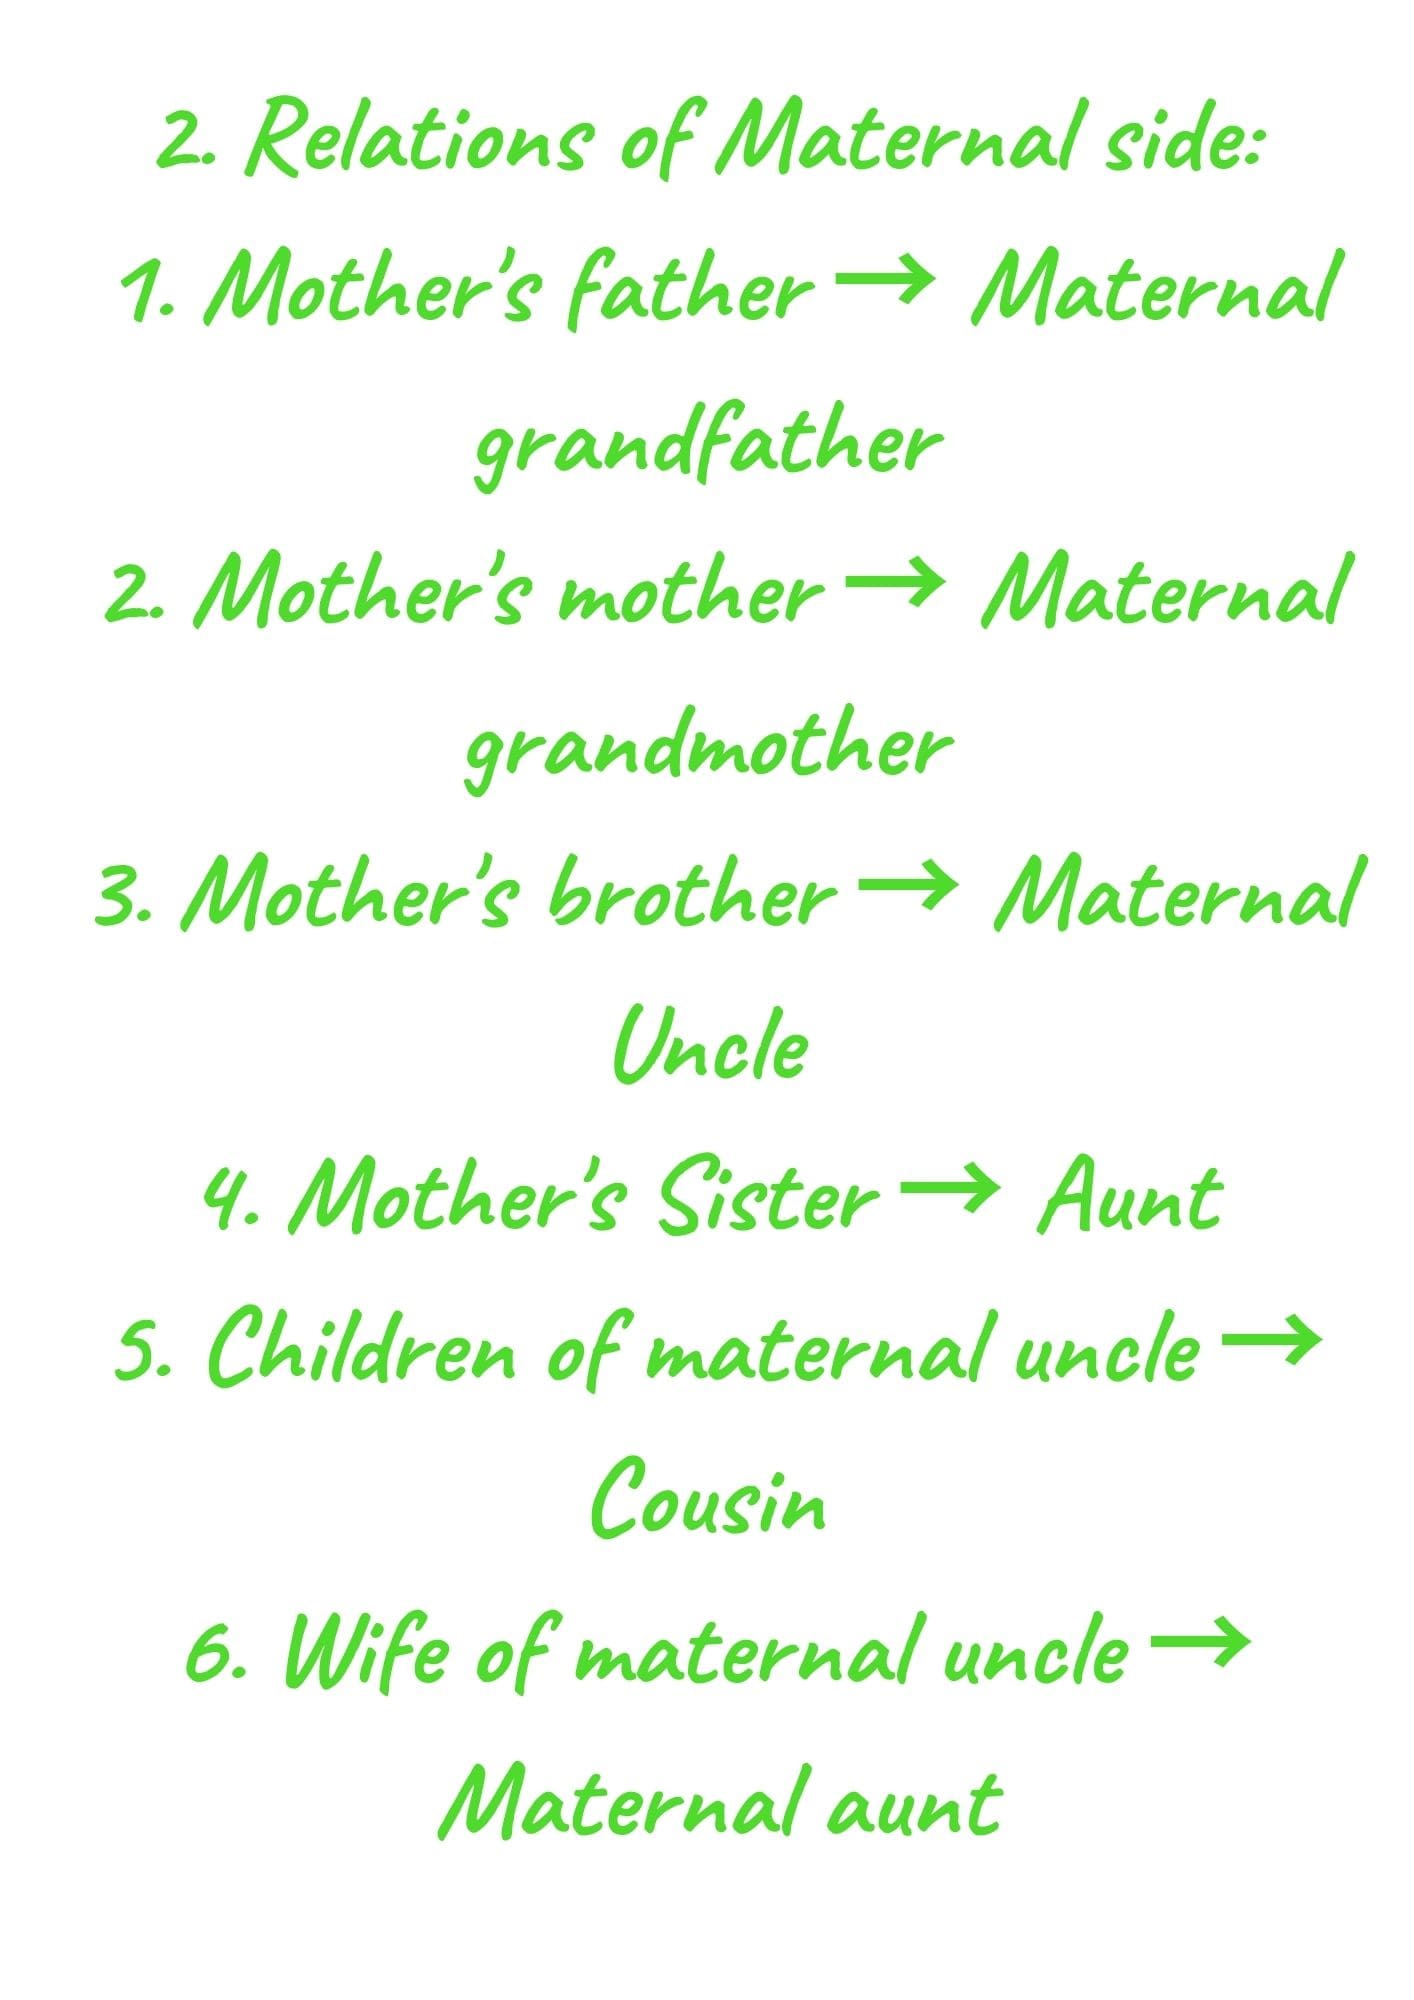 2. Relations of Maternal side:
1. Mother's father → Maternal
grandfather
2. Mother's mother → Maternal
grandmother
3. Mother's brother → Maternal
Uncle
4. Mother's Sister → Aunt
5. Children of maternal uncle →
Cousin
6. Wife of maternal uncle →
Maternal aunt